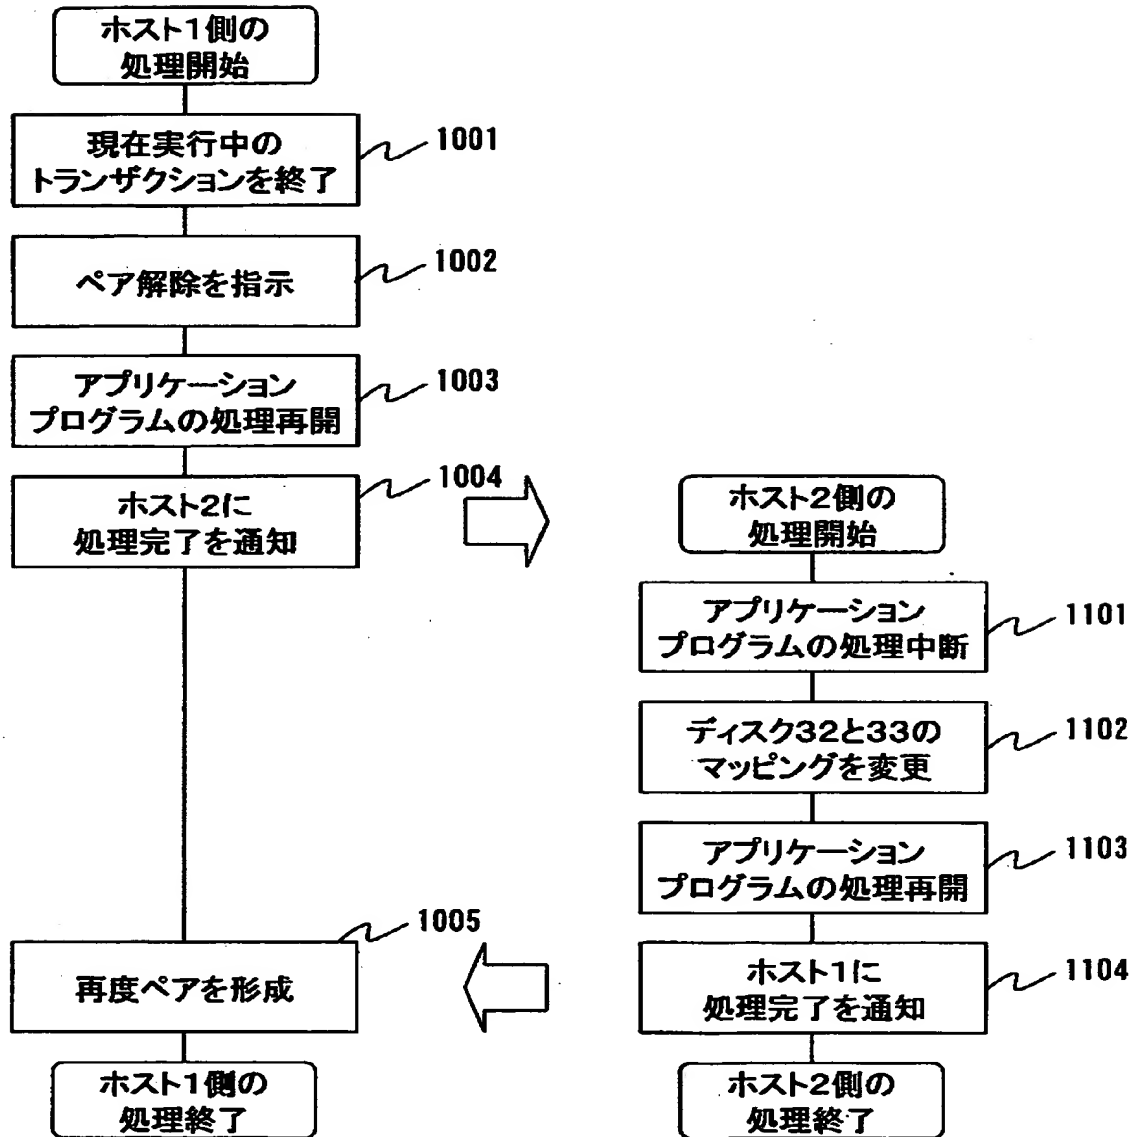 ホスト1側の
処理開始
現在実行中の
トランザクションを終了
1001
ペア解除を指示
1002
アプリケーション
プログラムの処理再開
1003
ホスト2に
処理完了を通知
1004
ホスト2側の
処理開始
アプリケーション
プログラムの処理中断
1101
ディスク32と33の
マッピングを変更
1102
アプリケーション
プログラムの処理再開
1103
ホスト1に
処理完了を通知
1104
再度ペアを形成
1005
ホスト1側の
処理終了
ホスト2側の
処理終了